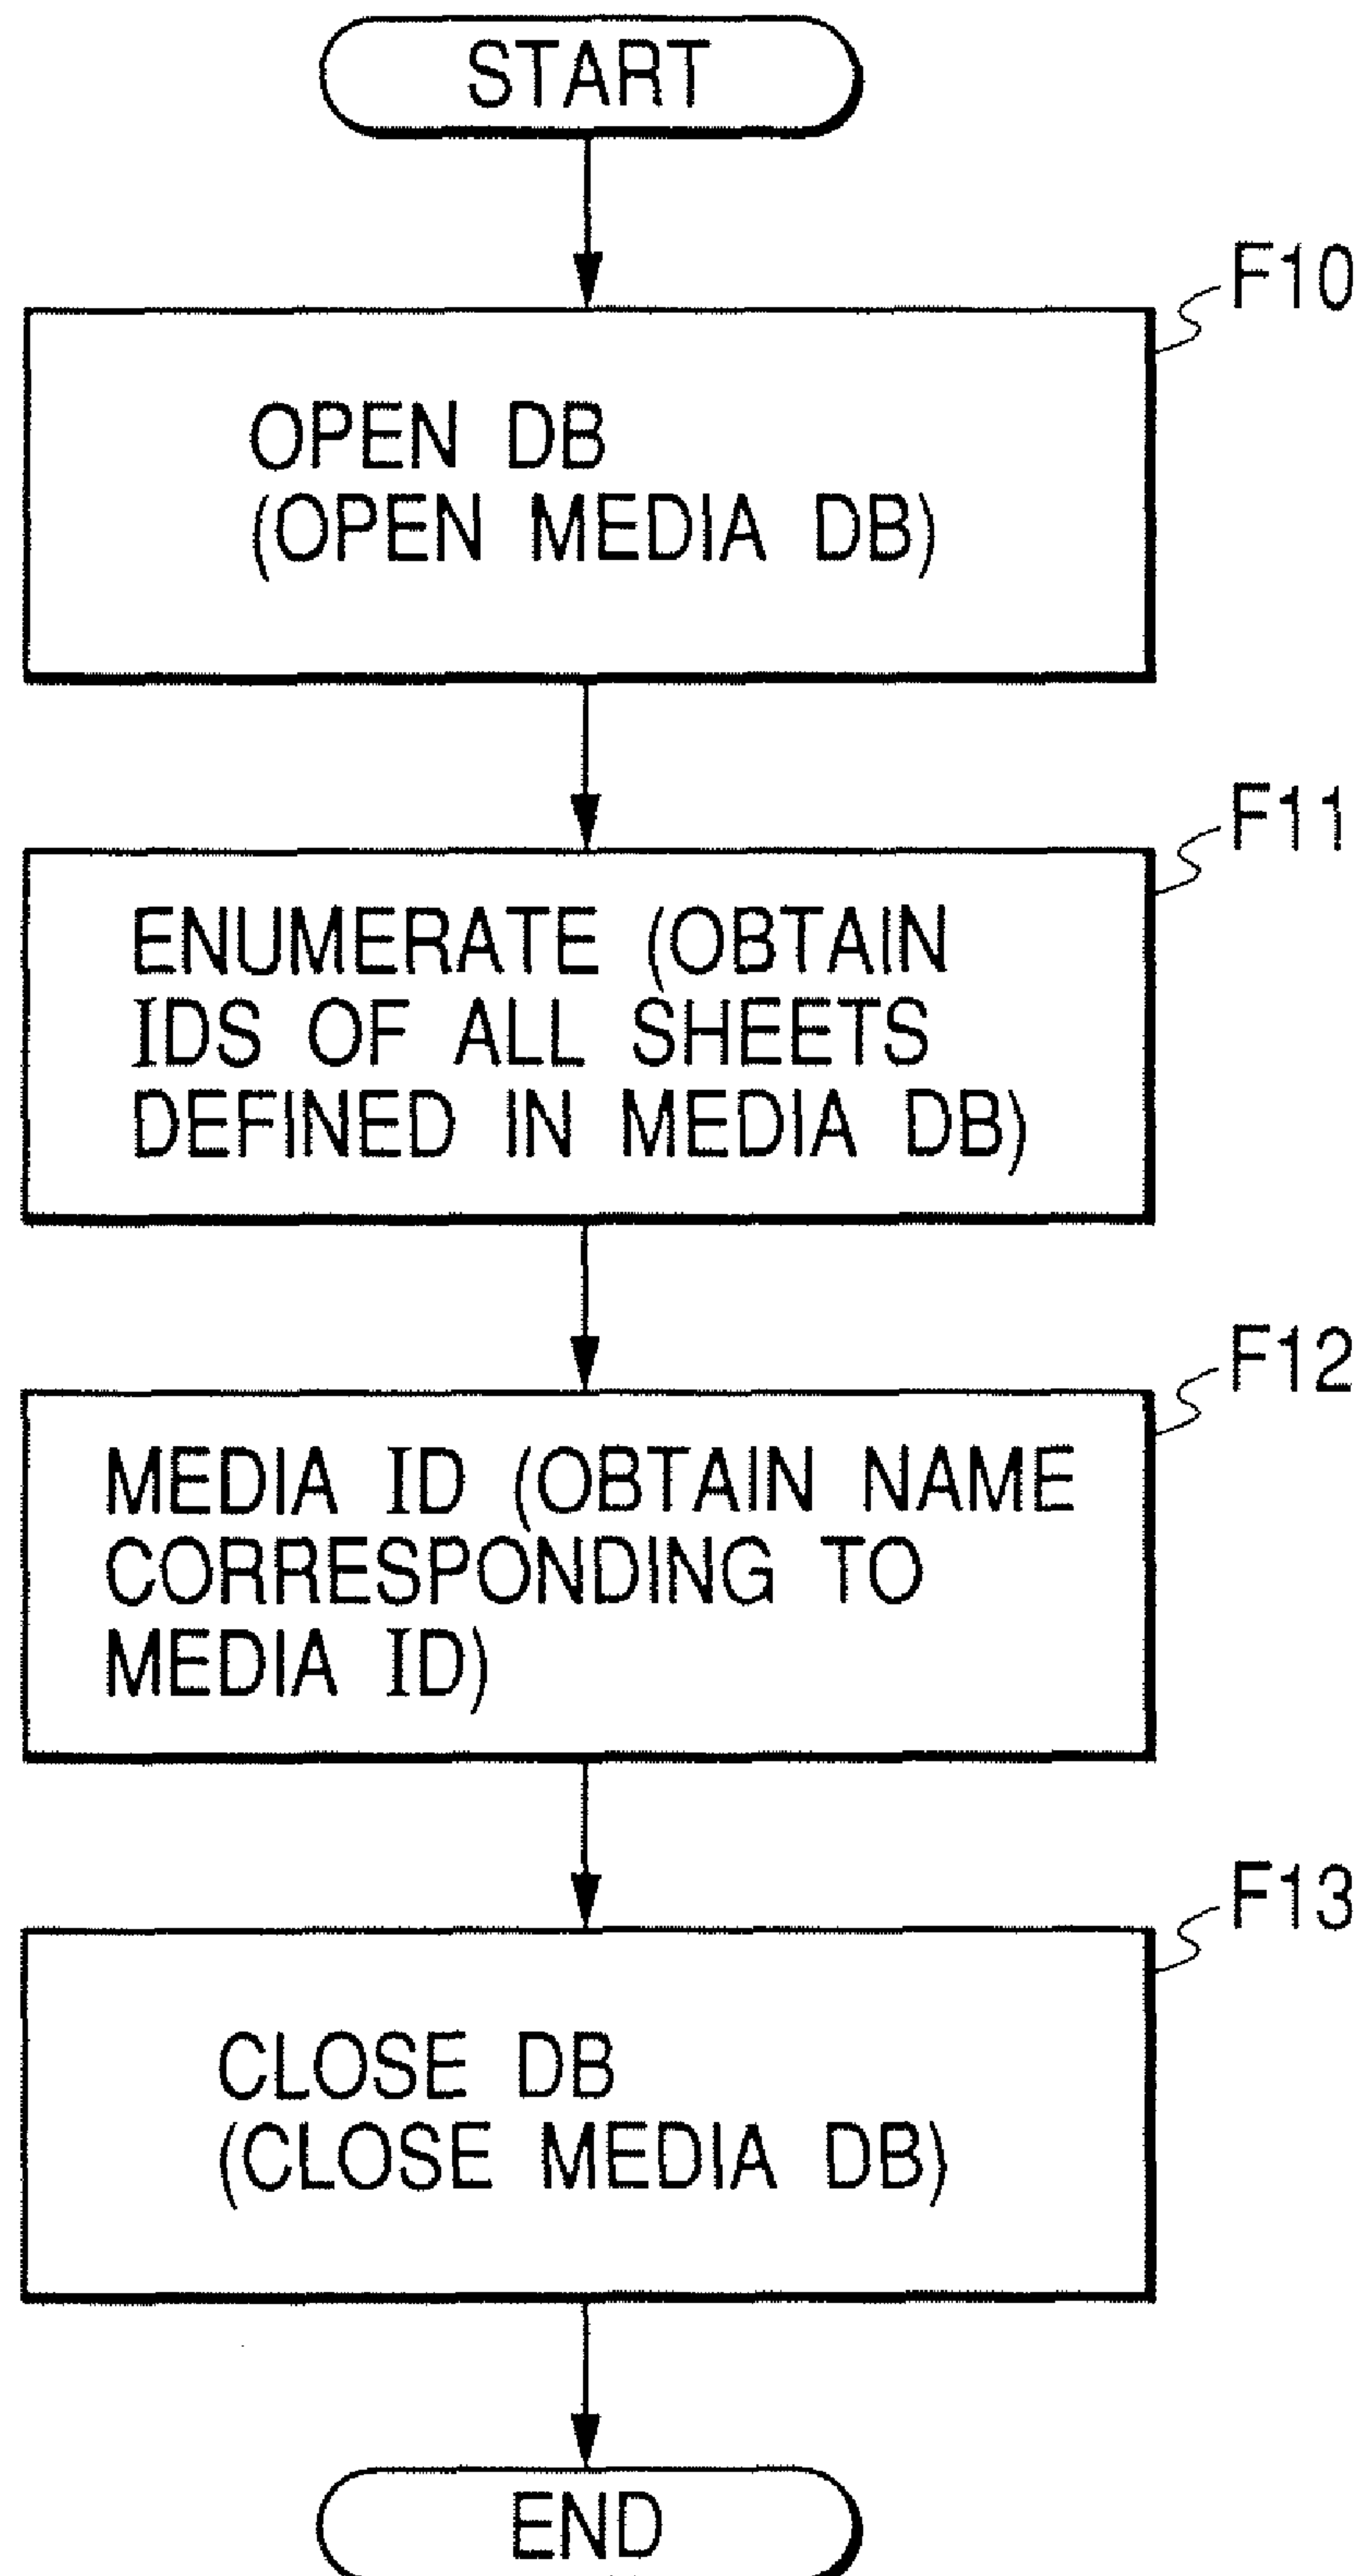 START
F10
OPEN DB
(OPEN MEDIA DB)
F11
ENUMERATE (OBTAIN
IDS OF ALL SHEETS
DEFINED IN MEDIA DB)
F12
MEDIA ID (OBTAIN NAME
CORRESPONDING TO
MEDIA ID)
F13
CLOSE DB
(CLOSE MEDIA DB)
END